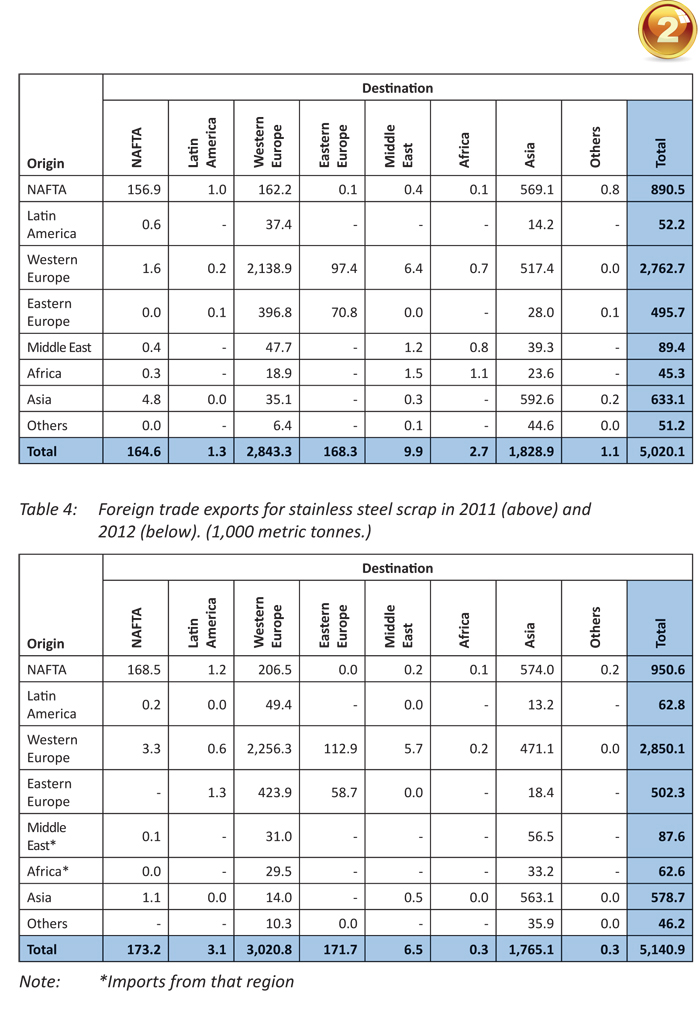 2
Destination
Origin NAFTA Latin America Western Europe Eastern Europe Middle East Africa Asia Others Total
NAFTA 156.9 1.0 162.2 0.1 0.4 0.1 569.1 0.8 890.5
Latin America 0.6 - 37.4 - - - 14.2 - 52.2
Western Europe 1.6 0.2 2,138.9 97.4 6.4 0.7 517.4 0.0 2,762.7
Eastern Europe 0.0 0.1 396.8 70.8 0.0 - 28.0 0.1 495.7
Middle East 0.4 - 47.7 - 1.2 0.8 39.3 - 89.4
Africa 0.3 - 18.9 - 1.5 1.1 23.6 - 45.3
Asia 4.8 0.0 35.1 - 0.3 - 592.6 0.2 633.1
Others 0.0 - 6.4 - 0.1 - 44.6 0.0 51.2
Total 164.6 1.3 2,843.3 168.3 9.9 2.7 1,828.9 1.1 5,020.1
Table 4: Foreign trade exports for stainless steel scrap in 2011 (above) and
2012 (below). (1,000 metric tonnes.)
Destination
Origin NAFTA Latin America Western Europe Eastern Europe Middle East Africa Asia Others Total
NAFTA 168.5 1.2 206.5 0.0 0.2 0.1 574.0 0.2 950.6
Latin America 0.2 0.0 49.4 - 0.0 - 13.2 - 62.8
Western Europe 3.3 0.6 2,256.3 112.9 5.7 0.2 471.1 0.0 2,850.1
Eastern Europe - 1.3 423.9 58.7 0.0 - 18.4 - 502.3
Middle East* 0.1 - 31.0 - - - 56.5 - 87.6
Africa* 0.0 - 29.5 - - - 33.2 - 62.6
Asia 1.1 0.0 14.0 - 0.5 0.0 563.1 0.0 578.7
Others - - 10.3 0.0 - - 35.9 0.0 46.2
Total 173.2 3.1 3,020.8 171.7 6.5 0.3 1,765.1 0.3 5,140.9
Note: *Imports from that region